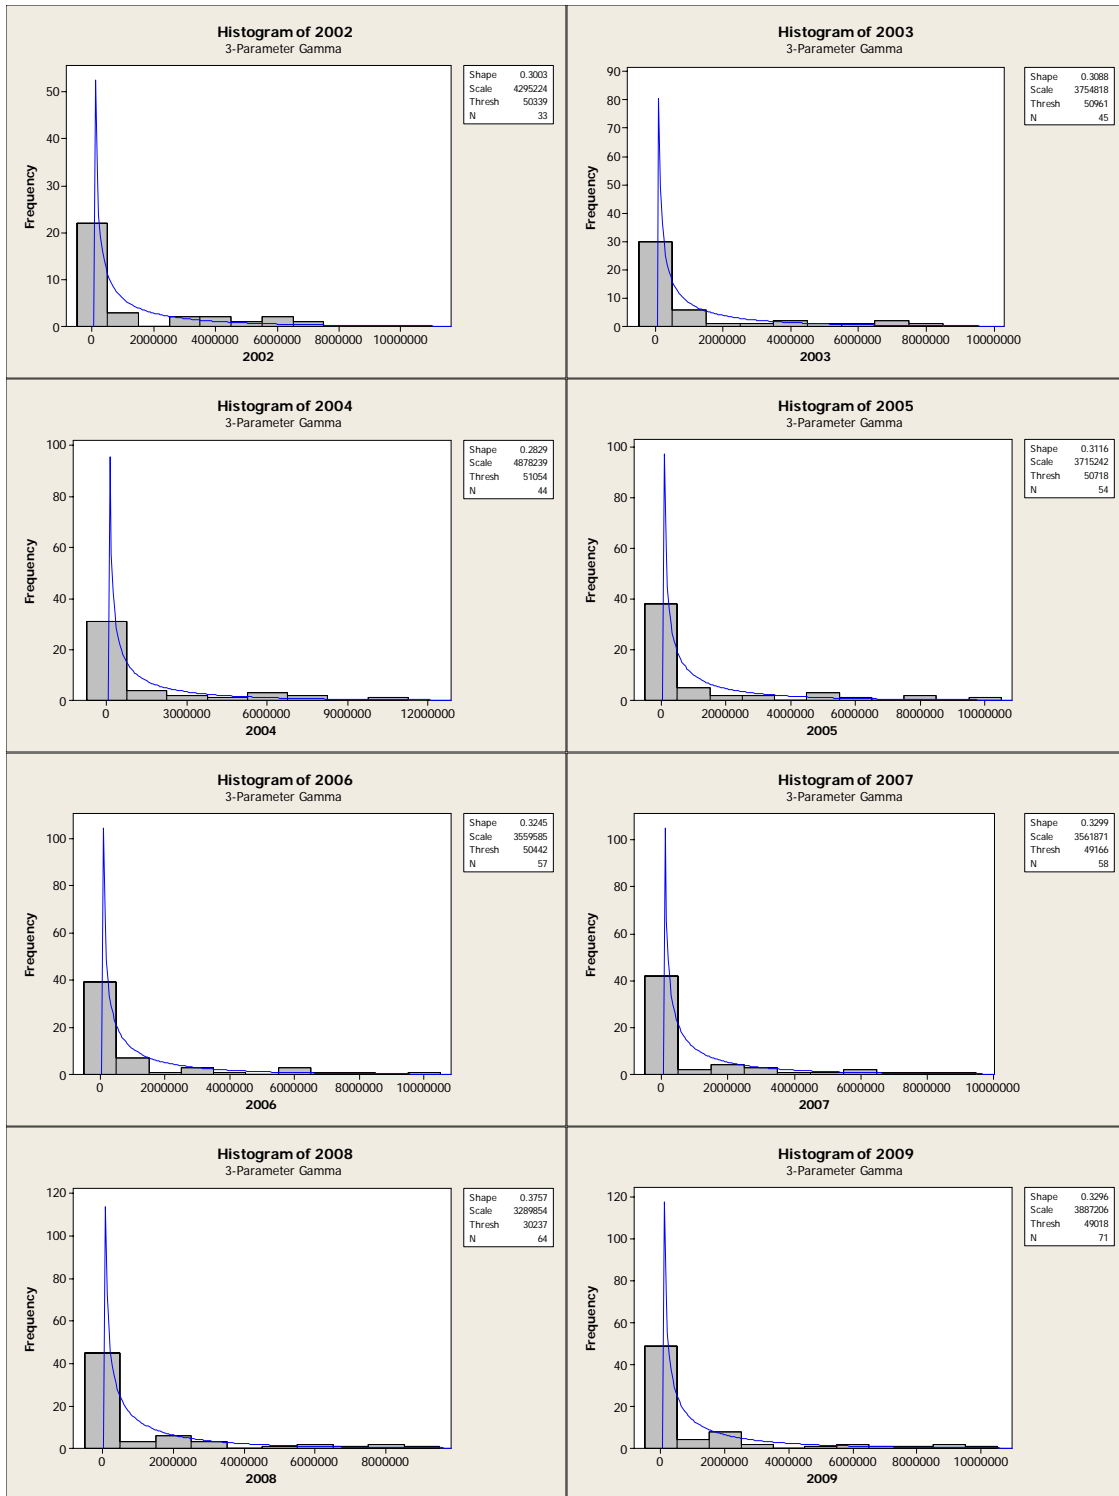 Histogram of 2002
3-Parameter Gamma
Shape 0.3003
Scale 4295224
Thresh 50339
N 33
50
40
30
20
10
0
Frequency
0 2000000 4000000 6000000 8000000 10000000
2002
Histogram of 2003
3-Parameter Gamma
Shape 0.3088
Scale 3754818
Thresh 50961
N 45
90
80
70
60
50
40
30
20
10
0
Frequency
0 2000000 4000000 6000000 8000000 10000000
2003
Histogram of 2004
3-Parameter Gamma
Shape 0.2829
Scale 4878239
Thresh 51054
N 44
100
80
60
40
20
0
Frequency
0 3000000 6000000 9000000 12000000
2004
Histogram of 2005
3-Parameter Gamma
Shape 0.3116
Scale 3715242
Thresh 50718
N 54
100
80
60
40
20
0
Frequency
0 2000000 4000000 6000000 8000000 10000000
2005
Histogram of 2006
3-Parameter Gamma
Shape 0.3245
Scale 3559585
Thresh 50442
N 57
100
80
60
40
20
0
Frequency
0 2000000 4000000 6000000 8000000 10000000
2006
Histogram of 2007
3-Parameter Gamma
Shape 0.3299
Scale 3561871
Thresh 49166
N 58
100
80
60
40
20
0
Frequency
0 2000000 4000000 6000000 8000000 10000000
2007
Histogram of 2008
3-Parameter Gamma
Shape 0.3757
Scale 3289854
Thresh 30237
N 64
120
100
80
60
40
20
0
Frequency
0 2000000 4000000 6000000 8000000
2008
Histogram of 2009
3-Parameter Gamma
Shape 0.3296
Scale 3887206
Thresh 49018
N 71
120
100
80
60
40
20
0
Frequency
0 2000000 4000000 6000000 8000000 10000000
2009